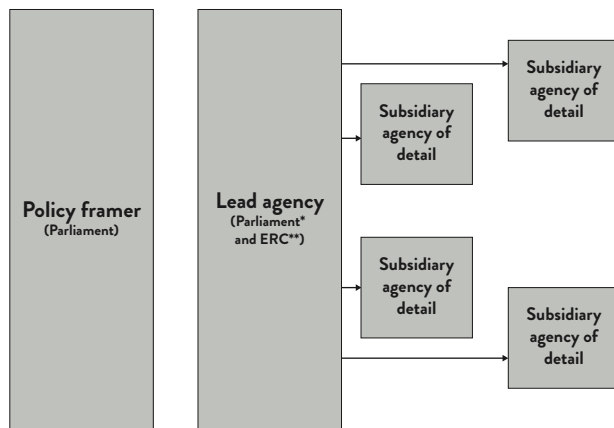 Policy framer
(Parliament)
Lead agency
(Parliament*
and ERC**)
Subsidiary
agency of
detail
Subsidiary
agency of
detail
Subsidiary
agency of
detail
Subsidiary
agency of
detail